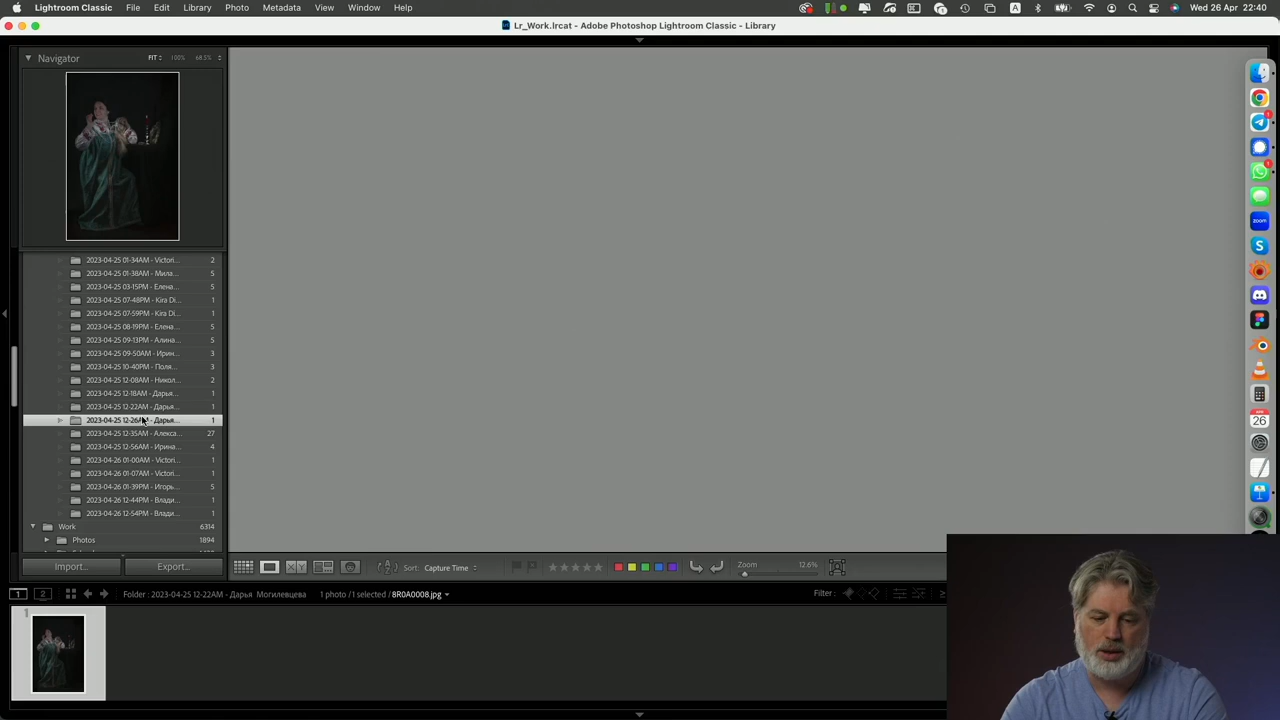 Lightroom Classic File Edit Library Photo Metadata View Window Help Wed 26 Apr 22:40
Lr_Work.lrcat - Adobe Photoshop Lightroom Classic - Library
Navigator FIT 100%
2023-04-25 01-34AM - Victori... 2
2023-04-25 01-38AM - Мила... 5
2023-04-25 03-15PM - Елена... 5
2023-04-25 07-48PM - Kira Di... 1
2023-04-25 07-59PM - Kira Di... 1
2023-04-25 08-19PM - Елена... 5
2023-04-25 09-13PM - Алина... 5
2023-04-25 09-50AM - Ирин... 3
2023-04-25 10-40PM - Поля... 3
2023-04-25 12-08AM - Никол... 2
2023-04-25 12-18AM - Дарья... 1
2023-04-25 12-22AM - Дарья... 1
2023-04-25 12-26AM - Дарья... 1
2023-04-25 12-35AM - Алекса... 27
2023-04-25 12-56AM - Ирина... 4
2023-04-26 01-00AM - Victori... 1
2023-04-26 01-07AM - Victori... 1
2023-04-26 01-39PM - Игорь... 5
2023-04-26 12-44PM - Влади... 1
2023-04-26 12-54PM - Влади... 1
Work 6314
Photos 1894
Import... Export... Sort: Capture Time Zoom 12.6%
1 2 Folder : 2023-04-25 12-22AM - Дарья Могилевцева 1 photo / 1 selected / 8R0A0008.jpg Filter :
1
zoom
26